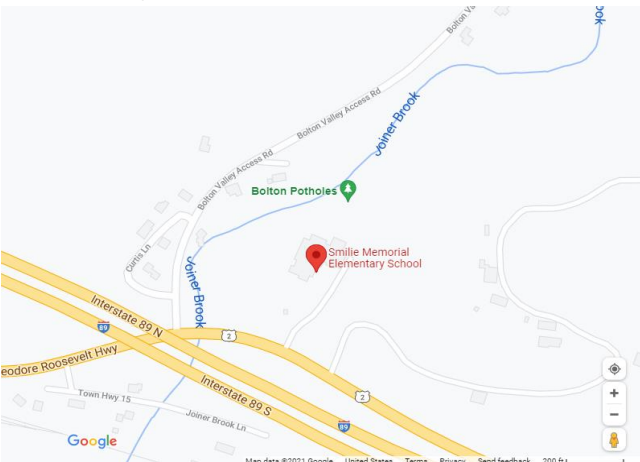 Bolton Va
ook
Bolton Valley Access Rd
Joiner Brook
Bolton Valley Access Rd
Bolton Potholes
Curtis Ln
Smilie Memorial
Elementary School
Joiner Brook
Interstate 89 N
89
2
eodore Roosevelt Hwy
Interstate 89 S
2
Town Hwy 15
Joiner Brook Ln
89
+
−
Google
Map data ©2021 Google United States Terms Privacy Send feedback 200 ft